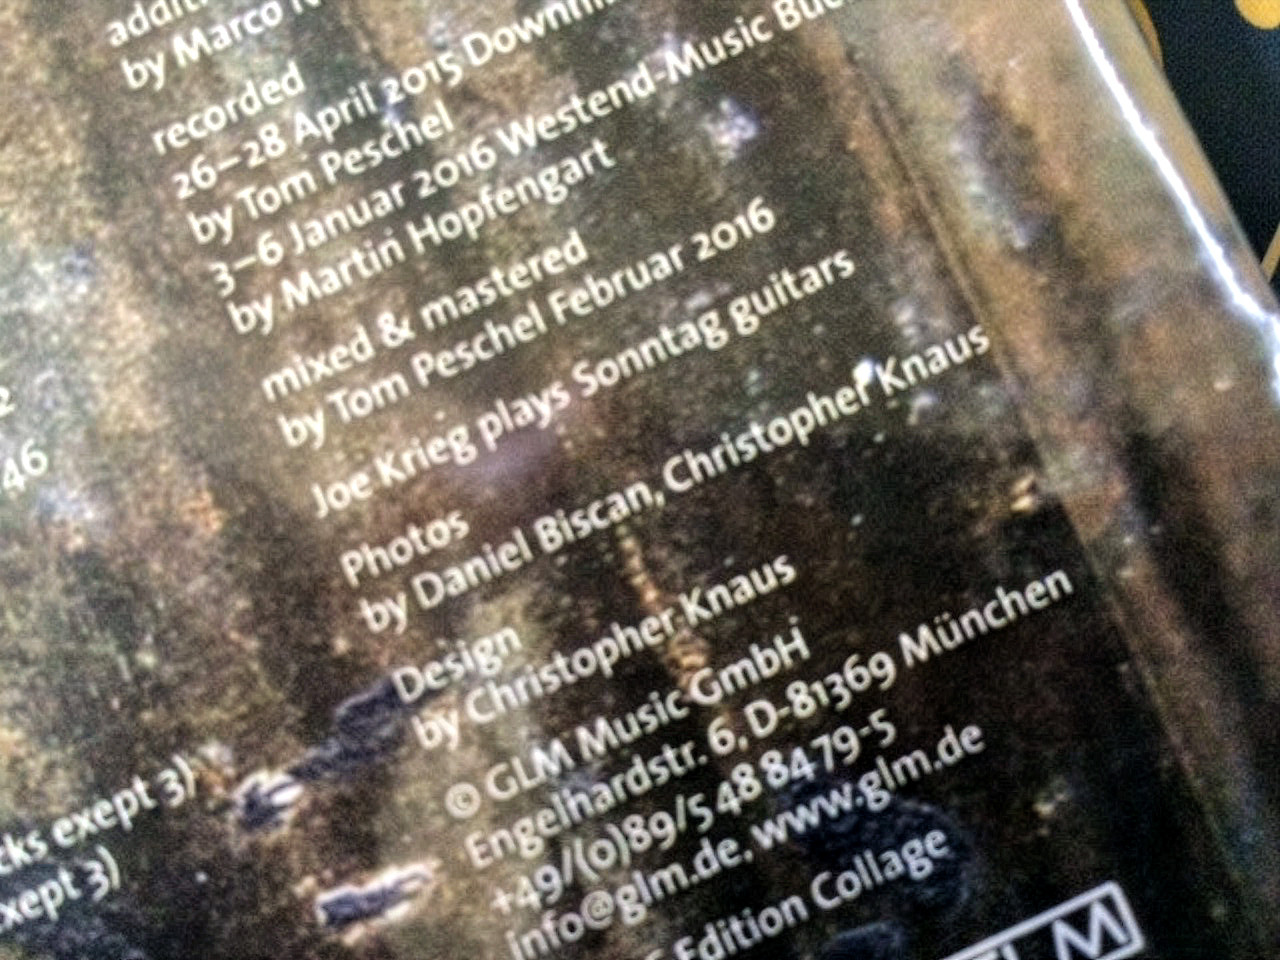 by Marco
recorded
26–28 April 2015
by Tom Peschel
3–6 Januar 2016 Westend-Music
by Martin Hopfengart
mixed & mastered
by Tom Peschel Februar 2016
Joe Krieg plays Sonntag guitars
Photos
by Daniel Biscan, Christopher Knaus
Design
by Christopher Knaus
© GLM Music GmbH
Engelhardstr. 6, D-81369 München
+49/(0)89/5 48 84 79-5
info@glm.de, www.glm.de
Edition Collage
GLM
2
46
exept 3)
3)